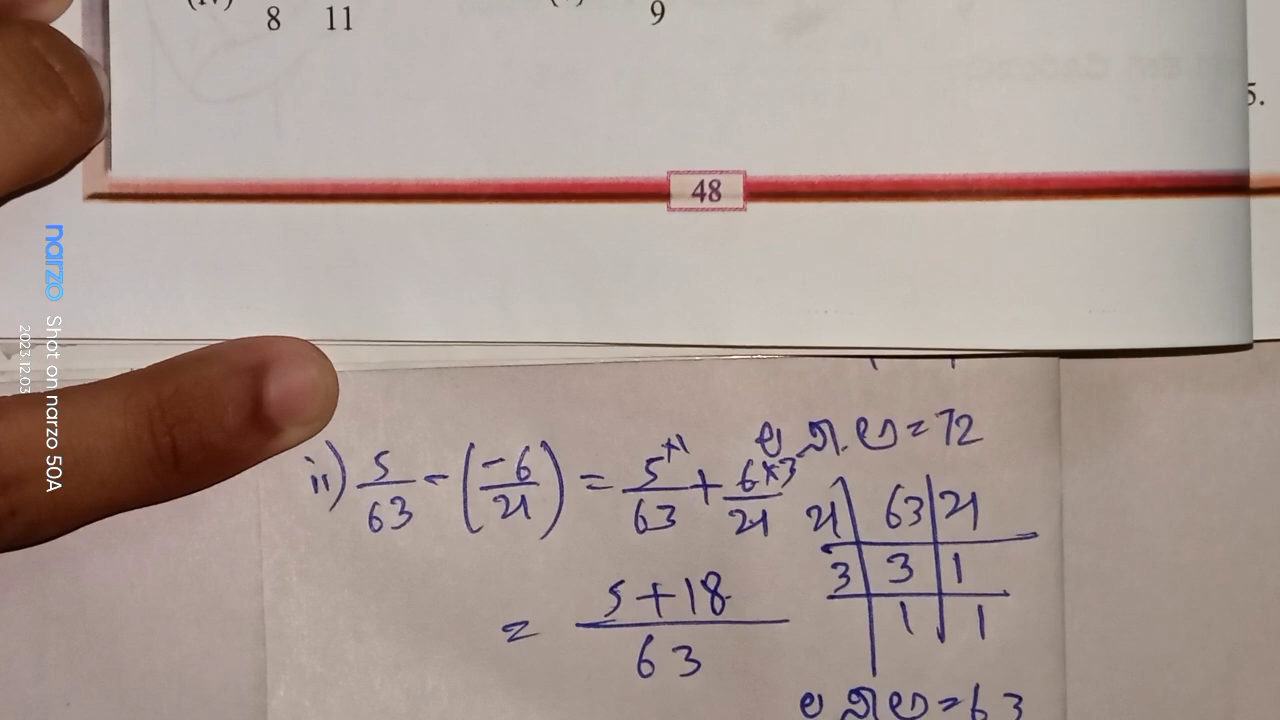 8 11 9
5.
48
narzo Shot on narzo 50A
2023.12.03
ಲ.ಸಾ.ಅ = 72
ii) 5/63 - (-6/21) = 5×1/63 + 6×3/21
21 63 21
3 3 1
1 1
= 5+18/63
ಲ ಸಾ ಅ = 63